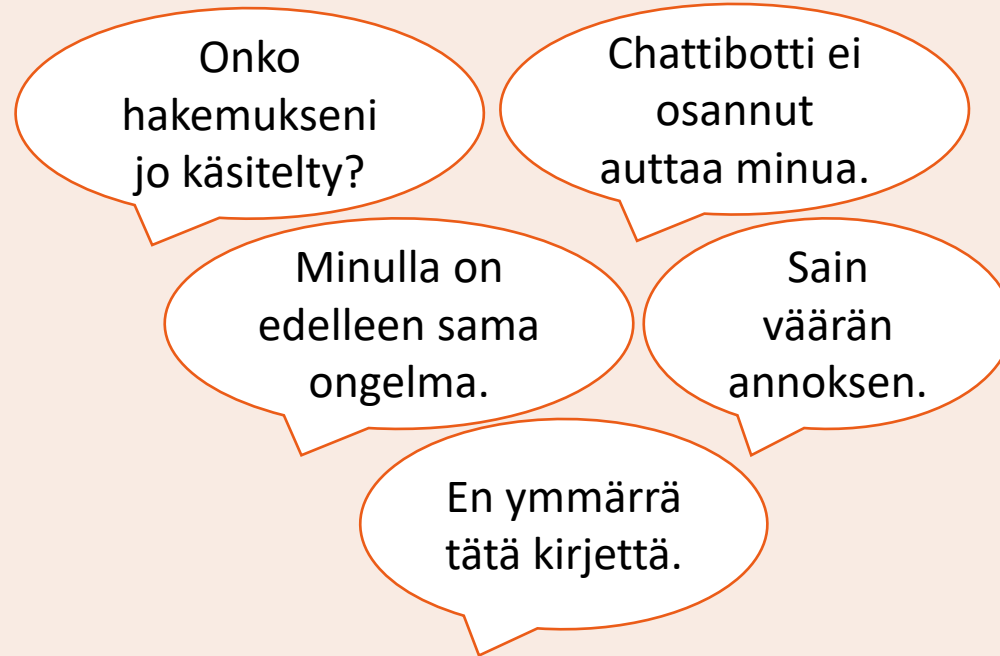 Onko
hakemukseni
jo käsitelty?
Chattibotti ei
osannut
auttaa minua.
Minulla on
edelleen sama
ongelma.
Sain
väärän
annoksen.
En ymmärrä
tätä kirjettä.